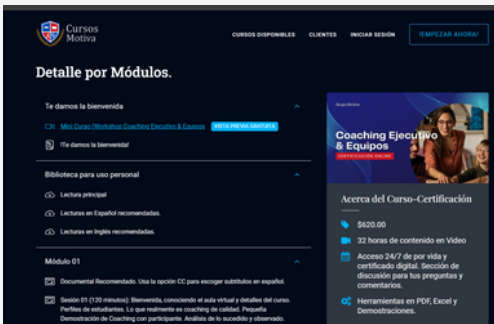 Cursos
Motiva
CURSOS DISPONIBLES
CLIENTES
INICIAR SESIÓN
!EMPEZAR AHORA!
Detalle por Módulos.
Te damos la bienvenida
Mini Curso /Workshop Coaching Ejecutivo & Equipos
VISTA PREVIA GRATUITA
!Te damos la bienvenida!
Biblioteca para uso personal
Lectura principal
Lecturas en Español recomendadas.
Lecturas en Inglés recomendadas.
Módulo 01
Documental Recomendado. Usa la opción CC para escoger subtítulos en español.
Sesión 01 (120 minutos): Bienvenida, conociendo el aula virtual y detalles del curso.
Perfiles de estudiantes. Lo que realmente es coaching de calidad. Pequeña
Demostración de Coaching con participante. Análisis de lo sucedido y observado.
Grupo Motiva
Coaching Ejecutivo
& Equipos
CERTIFICACIÓN ONLINE
Acerca del Curso-Certificación
$620.00
32 horas de contenido en Video
Acceso 24/7 de por vida y
certificado digital. Sección de
discusión para tus preguntas y
comentarios.
Herramientas en PDF, Excel y
Demostraciones.